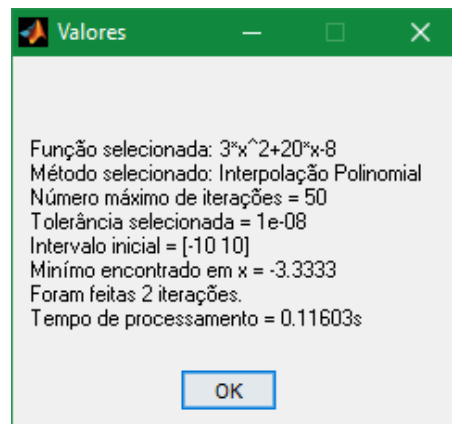 Valores
Função selecionada: 3*x^2+20*x-8
Método selecionado: Interpolação Polinomial
Número máximo de iterações = 50
Tolerância selecionada = 1e-08
Intervalo inicial = [-10 10]
Minímo encontrado em x = -3.3333
Foram feitas 2 iterações.
Tempo de processamento = 0.11603s
OK